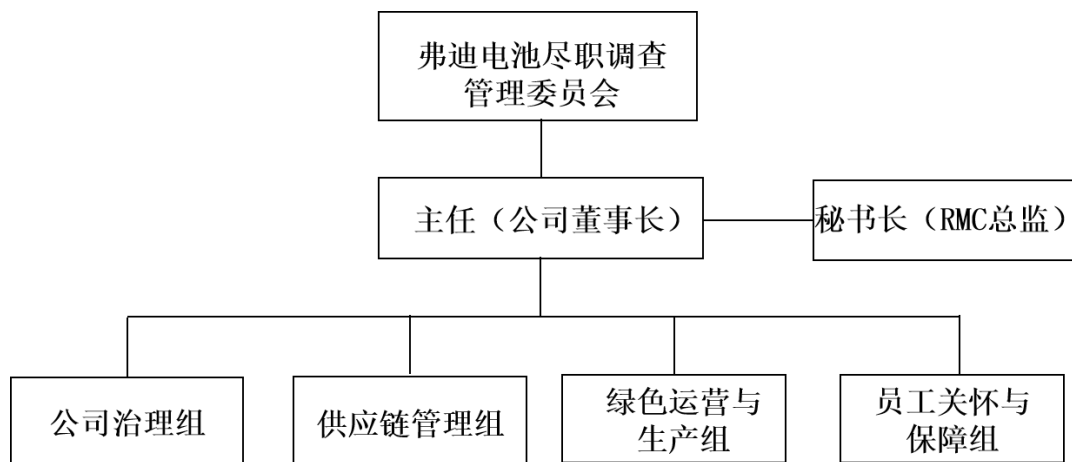 弗迪电池尽职调查
管理委员会
主任（公司董事长）
秘书长（RMC总监）
公司治理组
供应链管理组
绿色运营与
生产组
员工关怀与
保障组